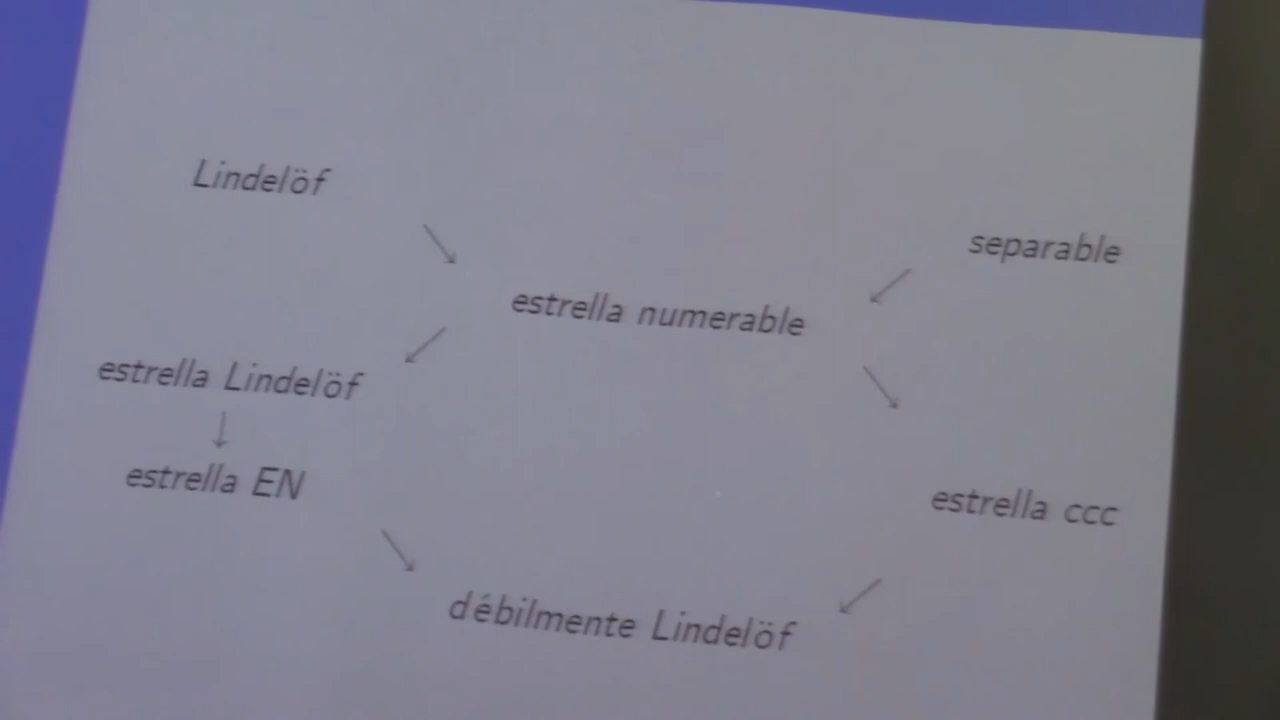 Lindelöf
separable
estrella numerable
estrella Lindelöf
estrella EN
estrella ccc
débilmente Lindelöf